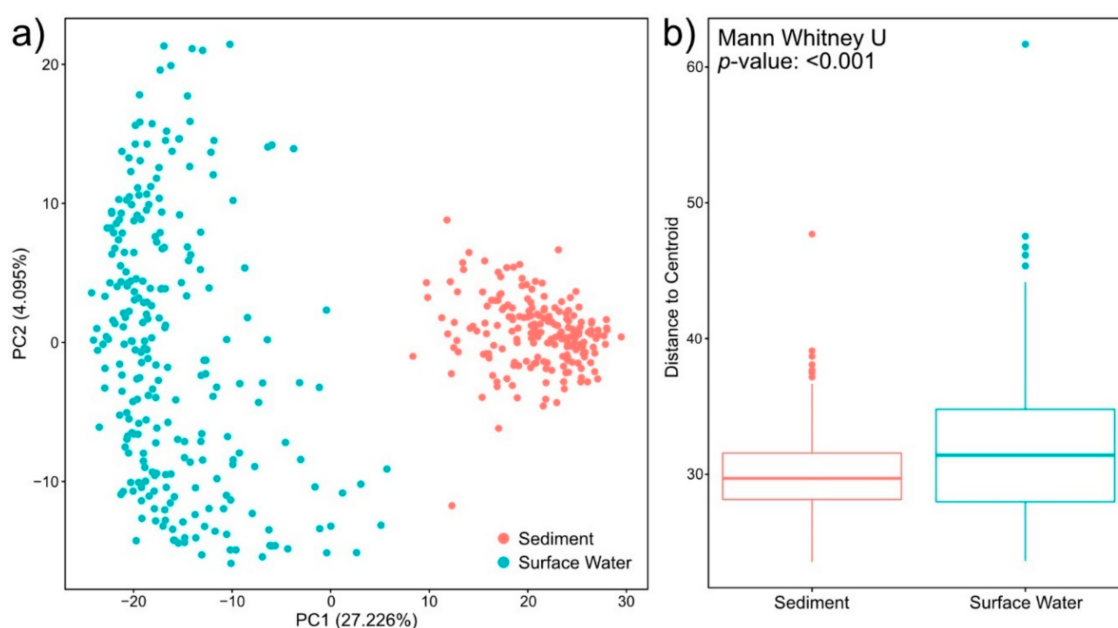 a)
PC2 (4.095%)
20
10
0
−10
−20
−10
0
10
20
30
PC1 (27.226%)
Sediment
Surface Water
b)
Mann Whitney U
p-value: <0.001
Distance to Centroid
60
50
40
30
Sediment
Surface Water